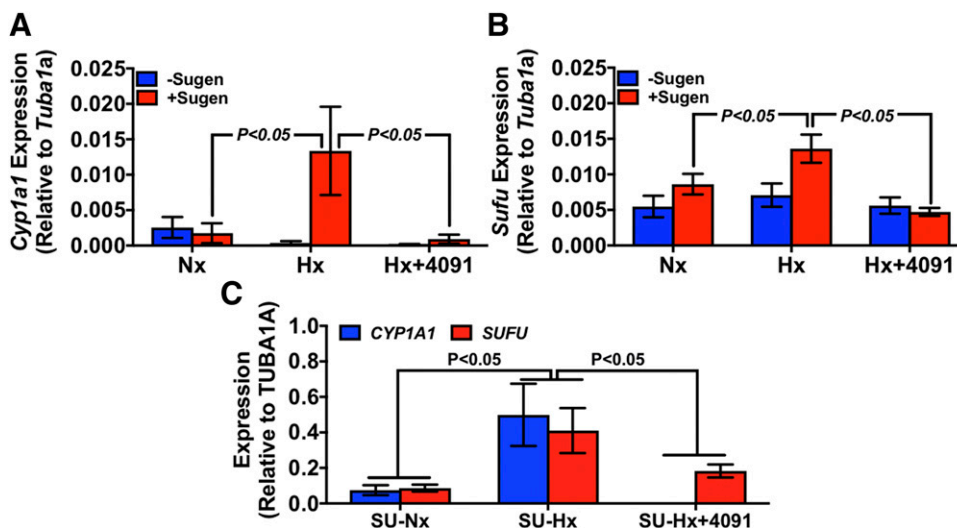 A
Cyp1a1 Expression
(Relative to Tuba1a)
0.025
0.020
0.015
0.010
0.005
0.000
-Sugen
+Sugen
P<0.05
P<0.05
Nx
Hx
Hx+4091
B
Sufu Expression
(Relative to Tuba1a)
0.025
0.020
0.015
0.010
0.005
0.000
-Sugen
+Sugen
P<0.05
P<0.05
Nx
Hx
Hx+4091
C
Expression
(Relative to TUBA1A)
1.0
0.8
0.6
0.4
0.2
0.0
CYP1A1
SUFU
P<0.05
P<0.05
SU-Nx
SU-Hx
SU-Hx+4091